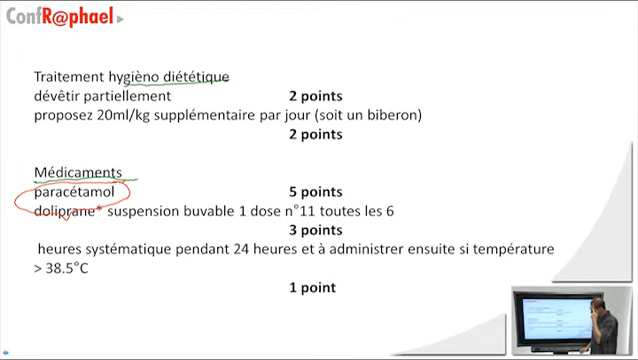 ConfR@phael
Traitement hygièno diététique
dévêtir partiellement 2 points
proposez 20ml/kg supplémentaire par jour (soit un biberon)
2 points
Médicaments
paracétamol 5 points
doliprane* suspension buvable 1 dose n°11 toutes les 6
3 points
heures systématique pendant 24 heures et à administrer ensuite si température
> 38.5°C
1 point